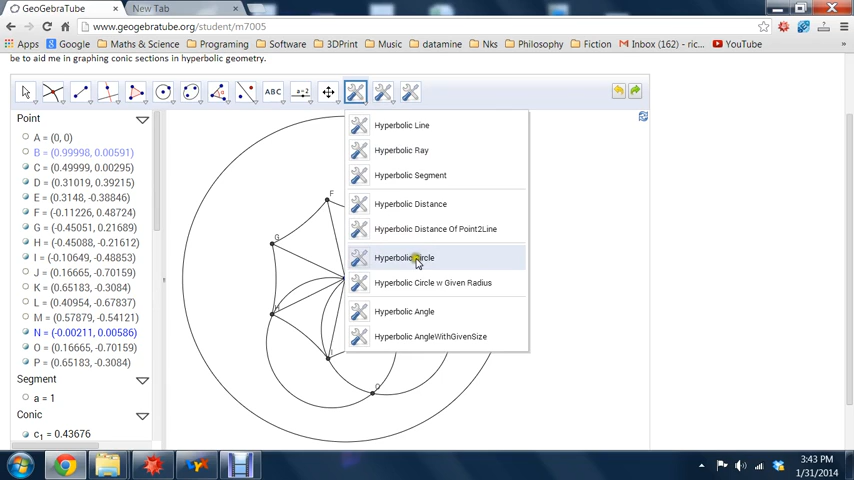 GeoGebraTube
New Tab
www.geogebratube.org/student/m7005
Apps Google Maths & Science Programing Software 3DPrint Music datamine Nks Philosophy Fiction Inbox (162) - ric... YouTube
be to aid me in graphing conic sections in hyperbolic geometry.
ABC
a=2
Point
A = (0, 0)
B = (0.99998, 0.00591)
C = (0.49999, 0.00295)
D = (0.31019, 0.39215)
E = (0.3148, -0.38846)
F = (-0.11226, 0.48724)
G = (-0.45051, 0.21629)
H = (-0.45088, -0.21612)
I = (-0.10649, -0.48853)
J = (0.16665, -0.70159)
K = (0.65183, -0.3084)
L = (0.40954, -0.67837)
M = (0.57879, -0.54121)
N = (-0.00211, 0.00586)
O = (0.16665, -0.70159)
P = (0.65183, -0.3084)
Segment
a = 1
Conic
c₁ = 0.43676
Hyperbolic Line
Hyperbolic Ray
Hyperbolic Segment
Hyperbolic Distance
Hyperbolic Distance Of Point2Line
Hyperbolic Circle
Hyperbolic Circle w Given Radius
Hyperbolic Angle
Hyperbolic AngleWithGivenSize
F
G
H
I
O
3:43 PM
1/31/2014